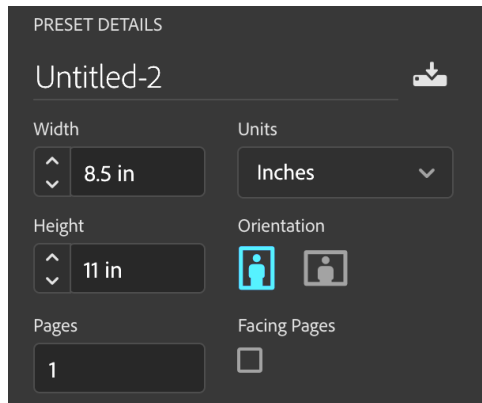 PRESET DETAILS
Untitled-2
Width
Units
8.5 in
Inches
Height
Orientation
11 in
Pages
Facing Pages
1